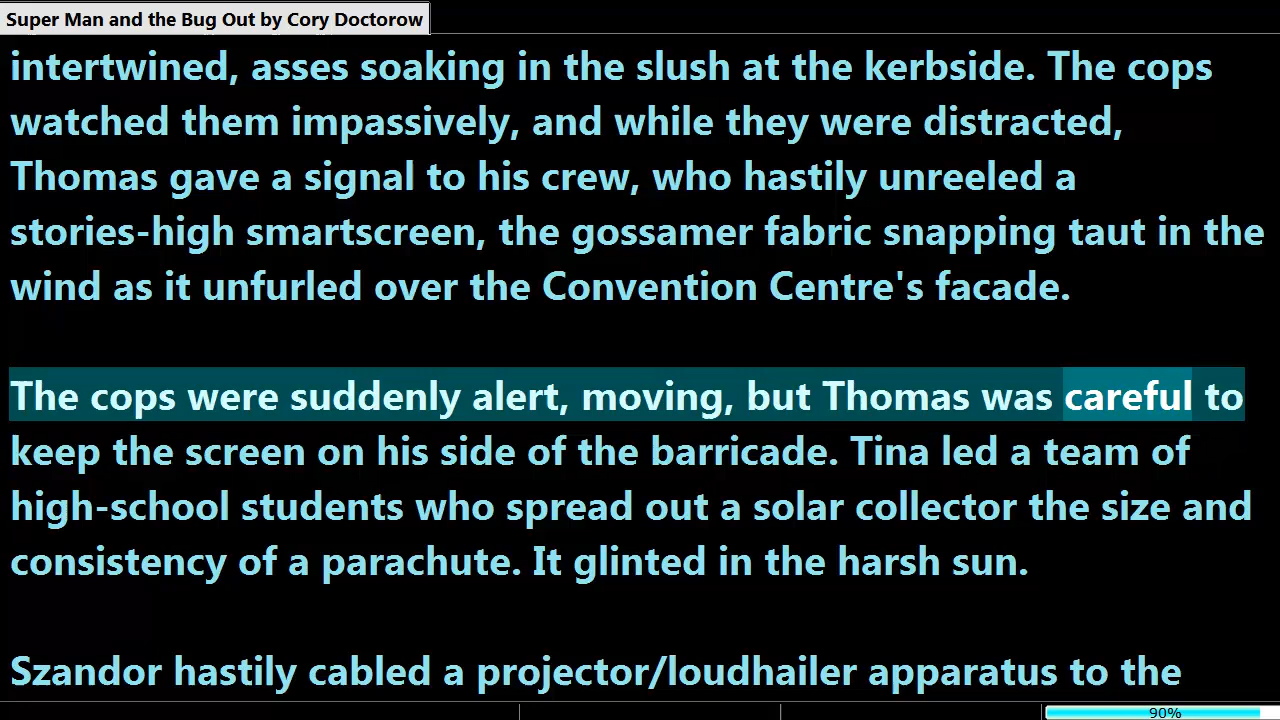 Super Man and the Bug Out by Cory Doctorow
intertwined, asses soaking in the slush at the kerbside. The cops
watched them impassively, and while they were distracted,
Thomas gave a signal to his crew, who hastily unreeled a
stories-high smartscreen, the gossamer fabric snapping taut in the
wind as it unfurled over the Convention Centre's facade.
The cops were suddenly alert, moving, but Thomas was careful to
keep the screen on his side of the barricade. Tina led a team of
high-school students who spread out a solar collector the size and
consistency of a parachute. It glinted in the harsh sun.
Szandor hastily cabled a projector/loudhailer apparatus to the
90%